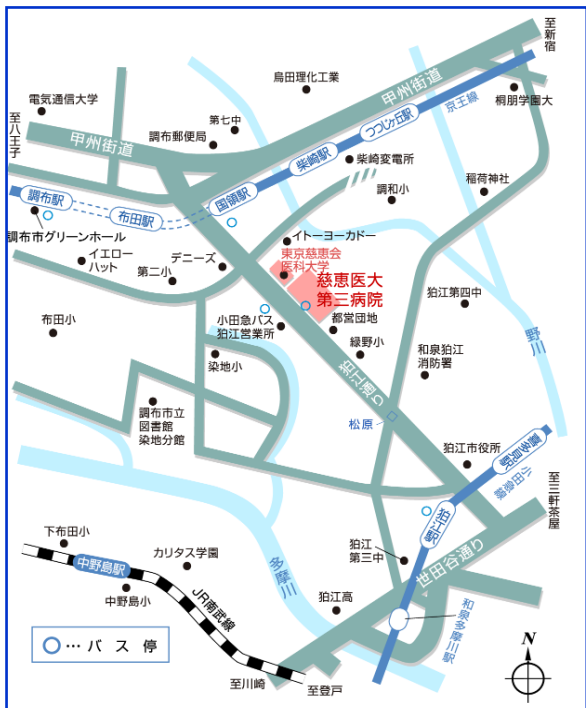 至新宿
烏田理化工業
甲州街道
電気通信大学
第七中
調布郵便局
桐朋学園大
京王線
つつじヶ丘駅
至八王子
甲州街道
柴崎駅
柴崎変電所
稲荷神社
調和小
調布駅
布田駅
国領駅
調布市グリーンホール
イトーヨーカドー
イエロー
ハット
デニーズ
第二小
東京慈恵会
医科大学
慈恵医大
第三病院
狛江第四中
野川
布田小
小田急バス
狛江営業所
都営団地
緑野小
和泉狛江
消防署
染地小
狛江通り
調布市立
図書館
染地分館
松原
狛江市役所
喜多見駅
小田急線
至三軒茶屋
狛江駅
世田谷通り
下布田小
カリタス学園
多摩川
狛江
第三中
中野島駅
中野島小
JR南武線
狛江高
和泉多摩川駅
○…バス停
N
至川崎
至登戸